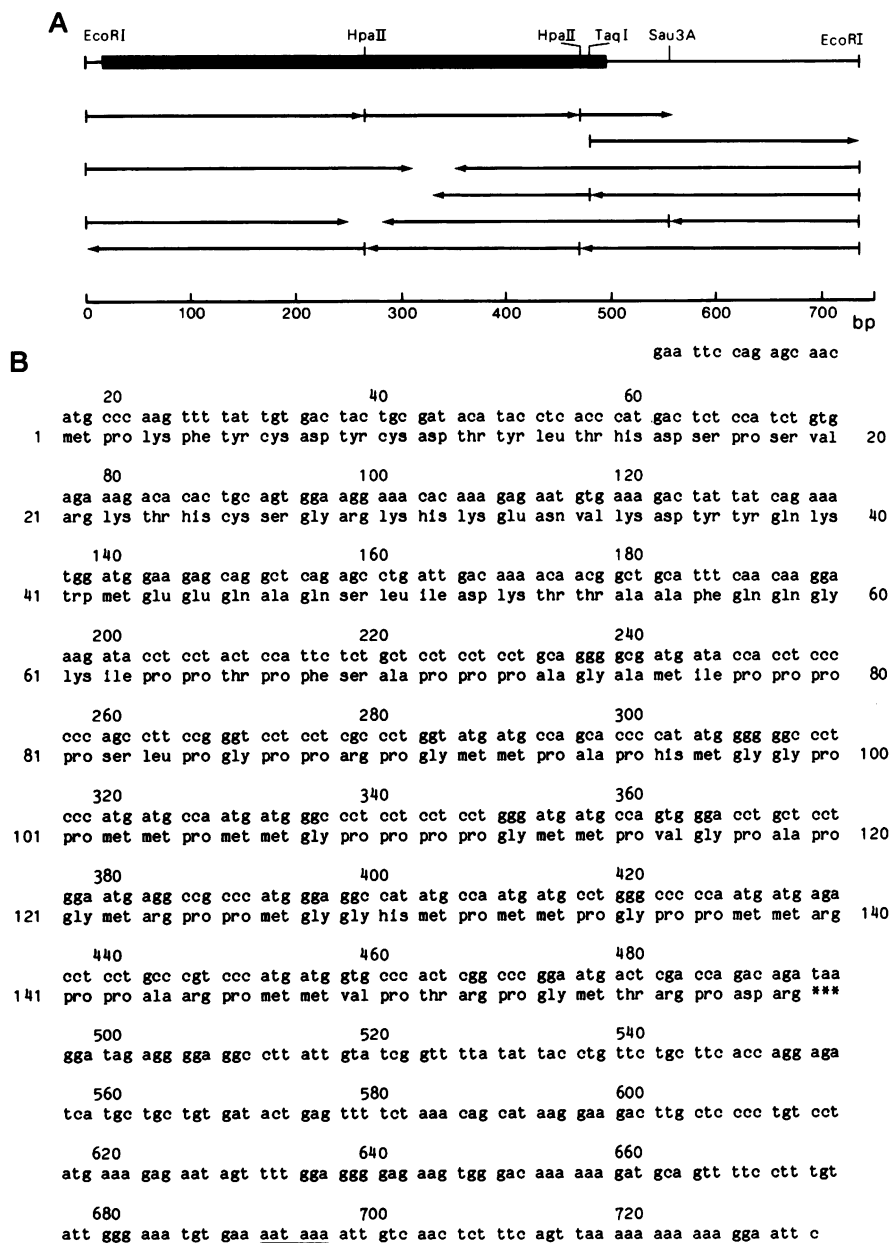 A
EcoRI HpaII HpaII TaqI Sau3A EcoRI
0 100 200 300 400 500 600 700 bp
gaa ttc cag agc aac
B
20 40 60
atg ccc aag ttt tat tgt gac tac tgc gat aca tac ctc acc cat gac tct cca tct gtg
1 met pro lys phe tyr cys asp tyr cys asp thr tyr leu thr his asp ser pro ser val 20
80 100 120
aga aag aca cac tgc agt gga agg aaa cac aaa gag aat gtg aaa gac tat tat cag aaa
21 arg lys thr his cys ser gly arg lys his lys glu asn val lys asp tyr tyr gln lys 40
140 160 180
tgg atg gaa gag cag gct cag agc ctg att gac aaa aca acg gct gca ttt caa caa gga
41 trp met glu glu gln ala gln ser leu ile asp lys thr thr ala ala phe gln gln gly 60
200 220 240
aag ata cct cct act cca ttc tct gct cct cct cct gca ggg gcg atg ata cca cct ccc
61 lys ile pro pro thr pro phe ser ala pro pro pro ala gly ala met ile pro pro pro 80
260 280 300
ccc agc ctt ccg ggt cct cct cgc cct ggt atg atg cca gca ccc cat atg ggg ggc cct
81 pro ser leu pro gly pro pro arg pro gly met met pro ala pro his met gly gly pro 100
320 340 360
ccc atg atg cca atg atg ggc cct cct cct cct ggg atg atg cca gtg gga cct gct cct
101 pro met met pro met met gly pro pro pro pro gly met met pro val gly pro ala pro 120
380 400 420
gga atg agg ccg ccc atg gga ggc cat atg cca atg atg cct ggg ccc cca atg atg aga
121 gly met arg pro pro met gly gly his met pro met met pro gly pro pro met met arg 140
440 460 480
cct cct gcc cgt ccc atg atg gtg ccc act cgg ccc gga atg act cga cca gac aga taa
141 pro pro ala arg pro met met val pro thr arg pro gly met thr arg pro asp arg ***
500 520 540
gga tag agg gga ggc ctt att gta tcg gtt tta tat tac ctg ttc tgc ttc acc agg aga
560 580 600
tca tgc tgc tgt gat act gag ttt tct aaa cag cat aag gaa gac ttg ctc ccc tgt cct
620 640 660
atg aaa gag aat agt ttt gga ggg gag aag tgg gac aaa aaa gat gca gtt ttc ctt tgt
680 700 720
att ggg aaa tgt gaa aat aaa att gtc aac tct ttc agt taa aaa aaa aaa gga att c